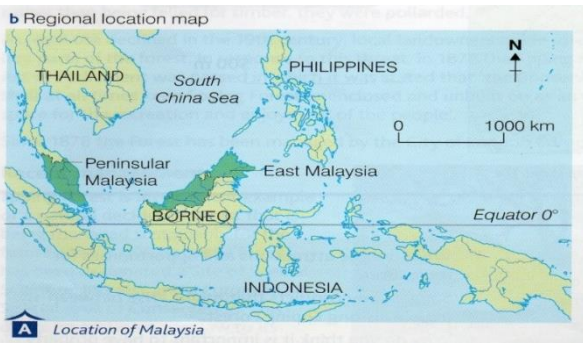 b Regional location map
N
THAILAND
South
China Sea
PHILIPPINES
0 1000 km
Peninsular
Malaysia
East Malaysia
BORNEO
Equator 0°
INDONESIA
A Location of Malaysia